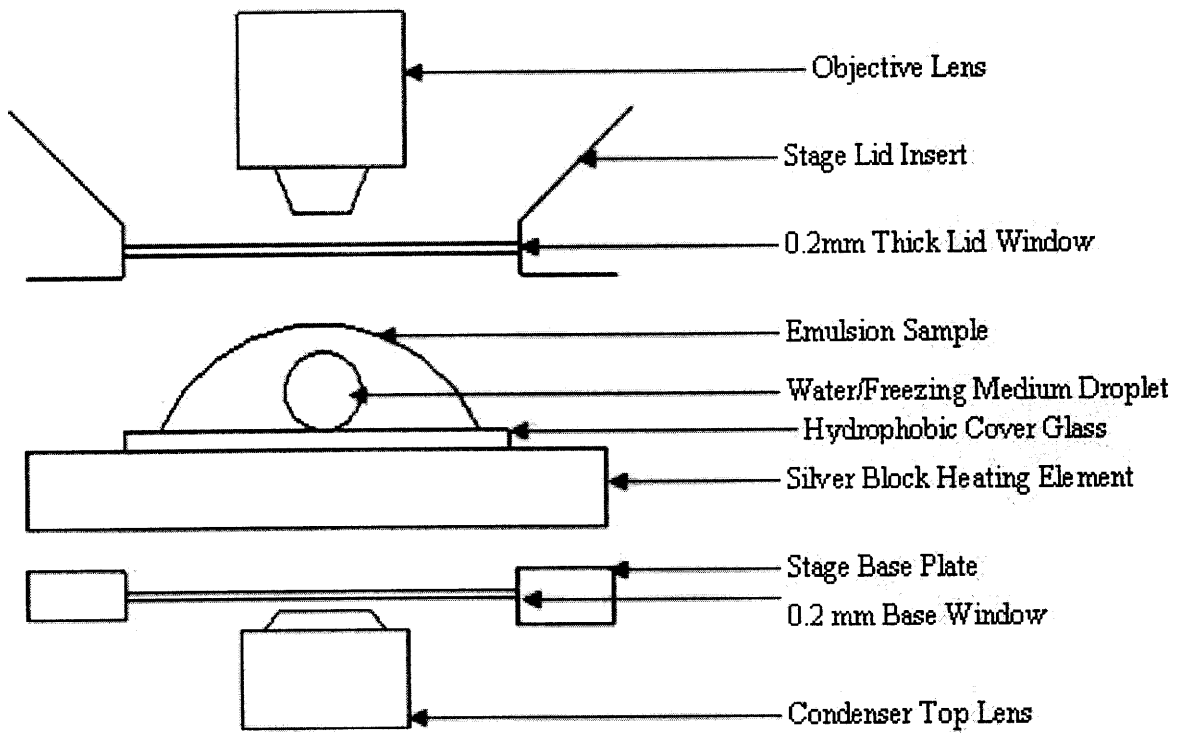 Objective Lens
Stage Lid Insert
0.2mm Thick Lid Window
Emulsion Sample
Water/Freezing Medium Droplet
Hydrophobic Cover Glass
Silver Block Heating Element
Stage Base Plate
0.2 mm Base Window
Condenser Top Lens